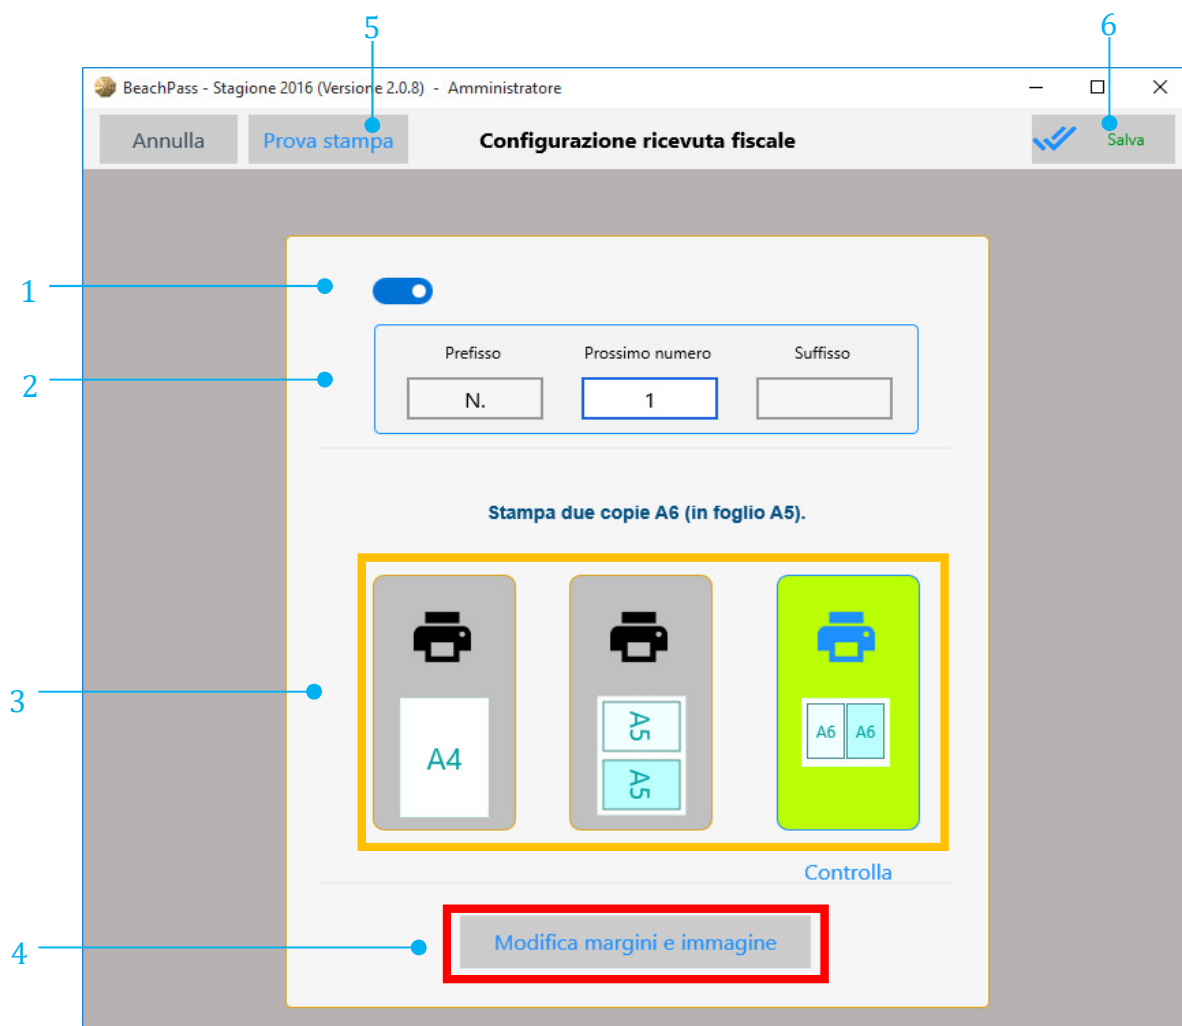 5
6
BeachPass - Stagione 2016 (Versione 2.0.8) - Amministratore
Annulla
Prova stampa
Configurazione ricevuta fiscale
Salva
1
2
Prefisso
Prossimo numero
Suffisso
N.
1
Stampa due copie A6 (in foglio A5).
3
A4
A5
A5
A6
A6
Controlla
4
Modifica margini e immagine